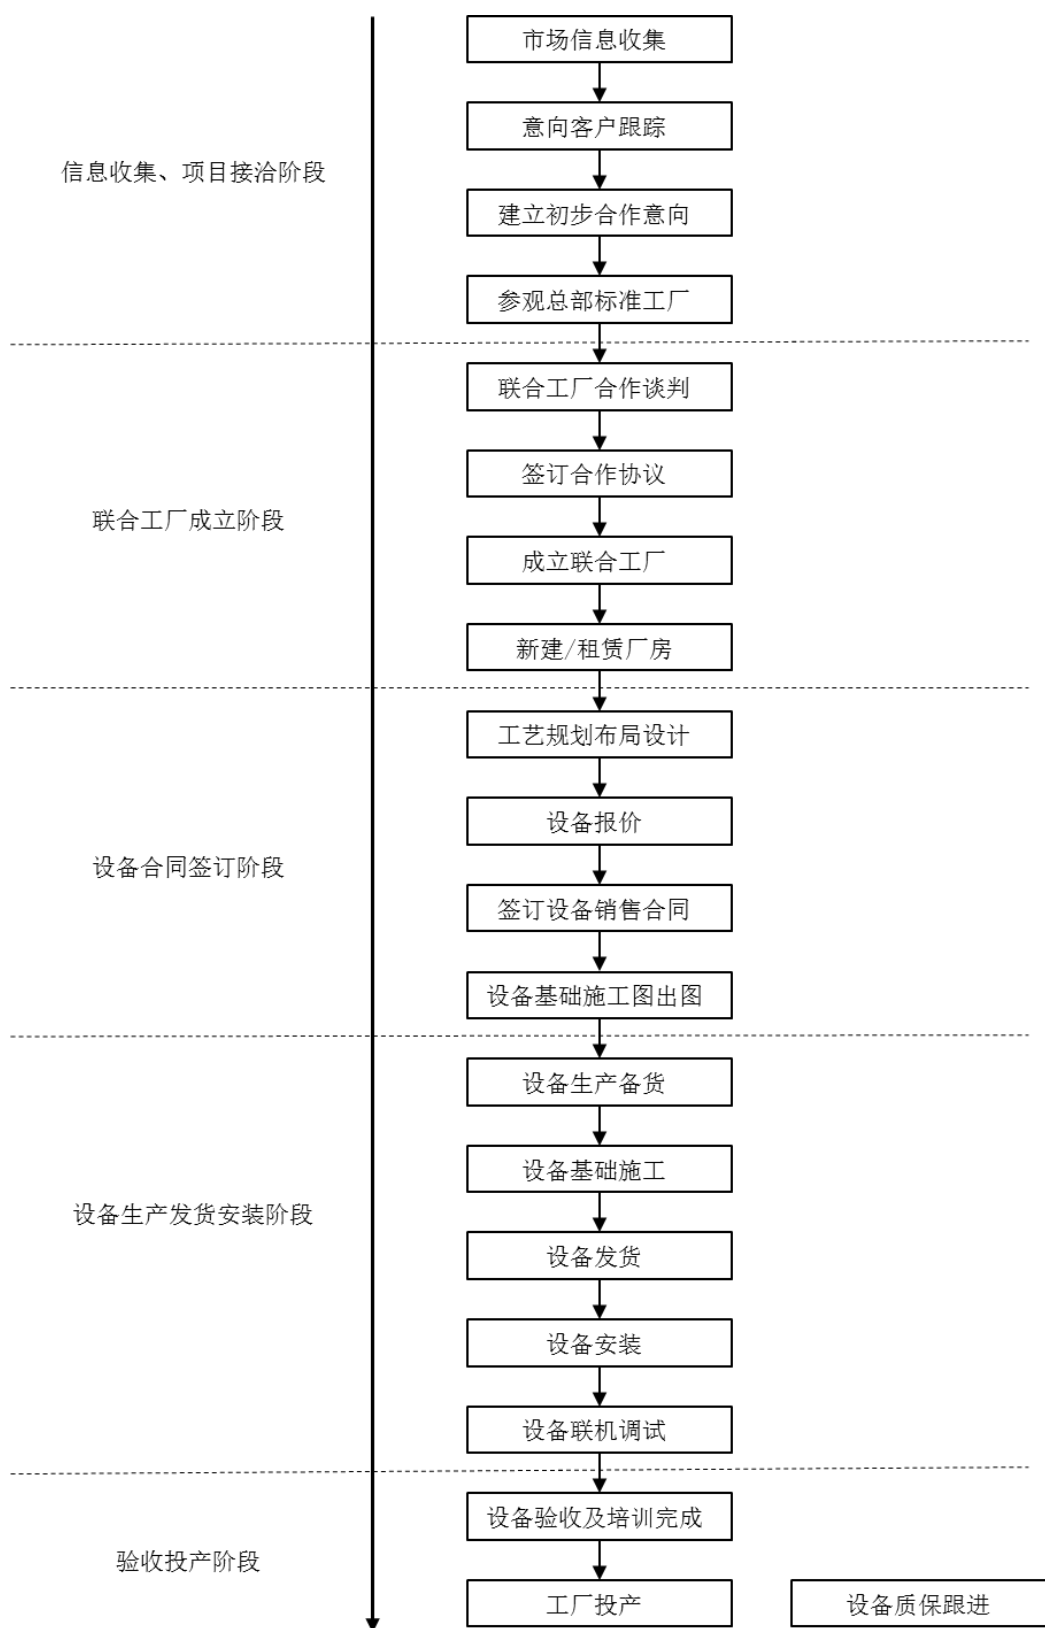 市场信息收集
意向客户跟踪
信息收集、项目接洽阶段
建立初步合作意向
参观总部标准工厂
联合工厂合作谈判
签订合作协议
联合工厂成立阶段
成立联合工厂
新建/租赁厂房
工艺规划布局设计
设备报价
设备合同签订阶段
签订设备销售合同
设备基础施工图出图
设备生产备货
设备基础施工
设备生产发货安装阶段
设备发货
设备安装
设备联机调试
设备验收及培训完成
验收投产阶段
工厂投产
设备质保跟进